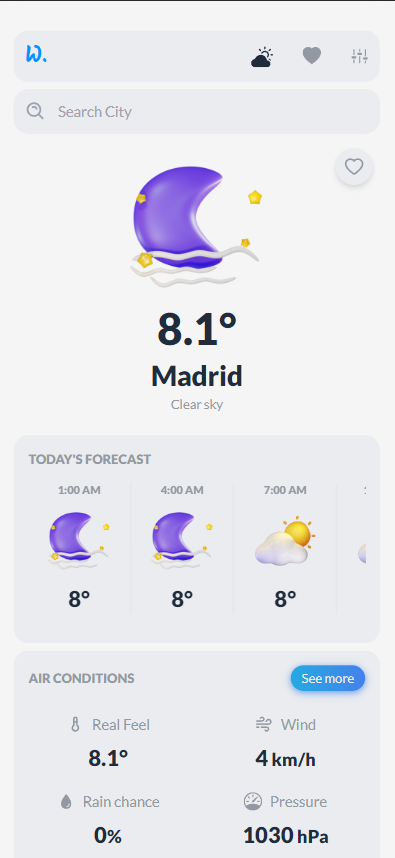 W.
Search City
8.1°
Madrid
Clear sky
TODAY'S FORECAST
1:00 AM 4:00 AM 7:00 AM
8° 8° 8°
AIR CONDITIONS See more
Real Feel Wind
8.1° 4 km/h
Rain chance Pressure
0% 1030 hPa